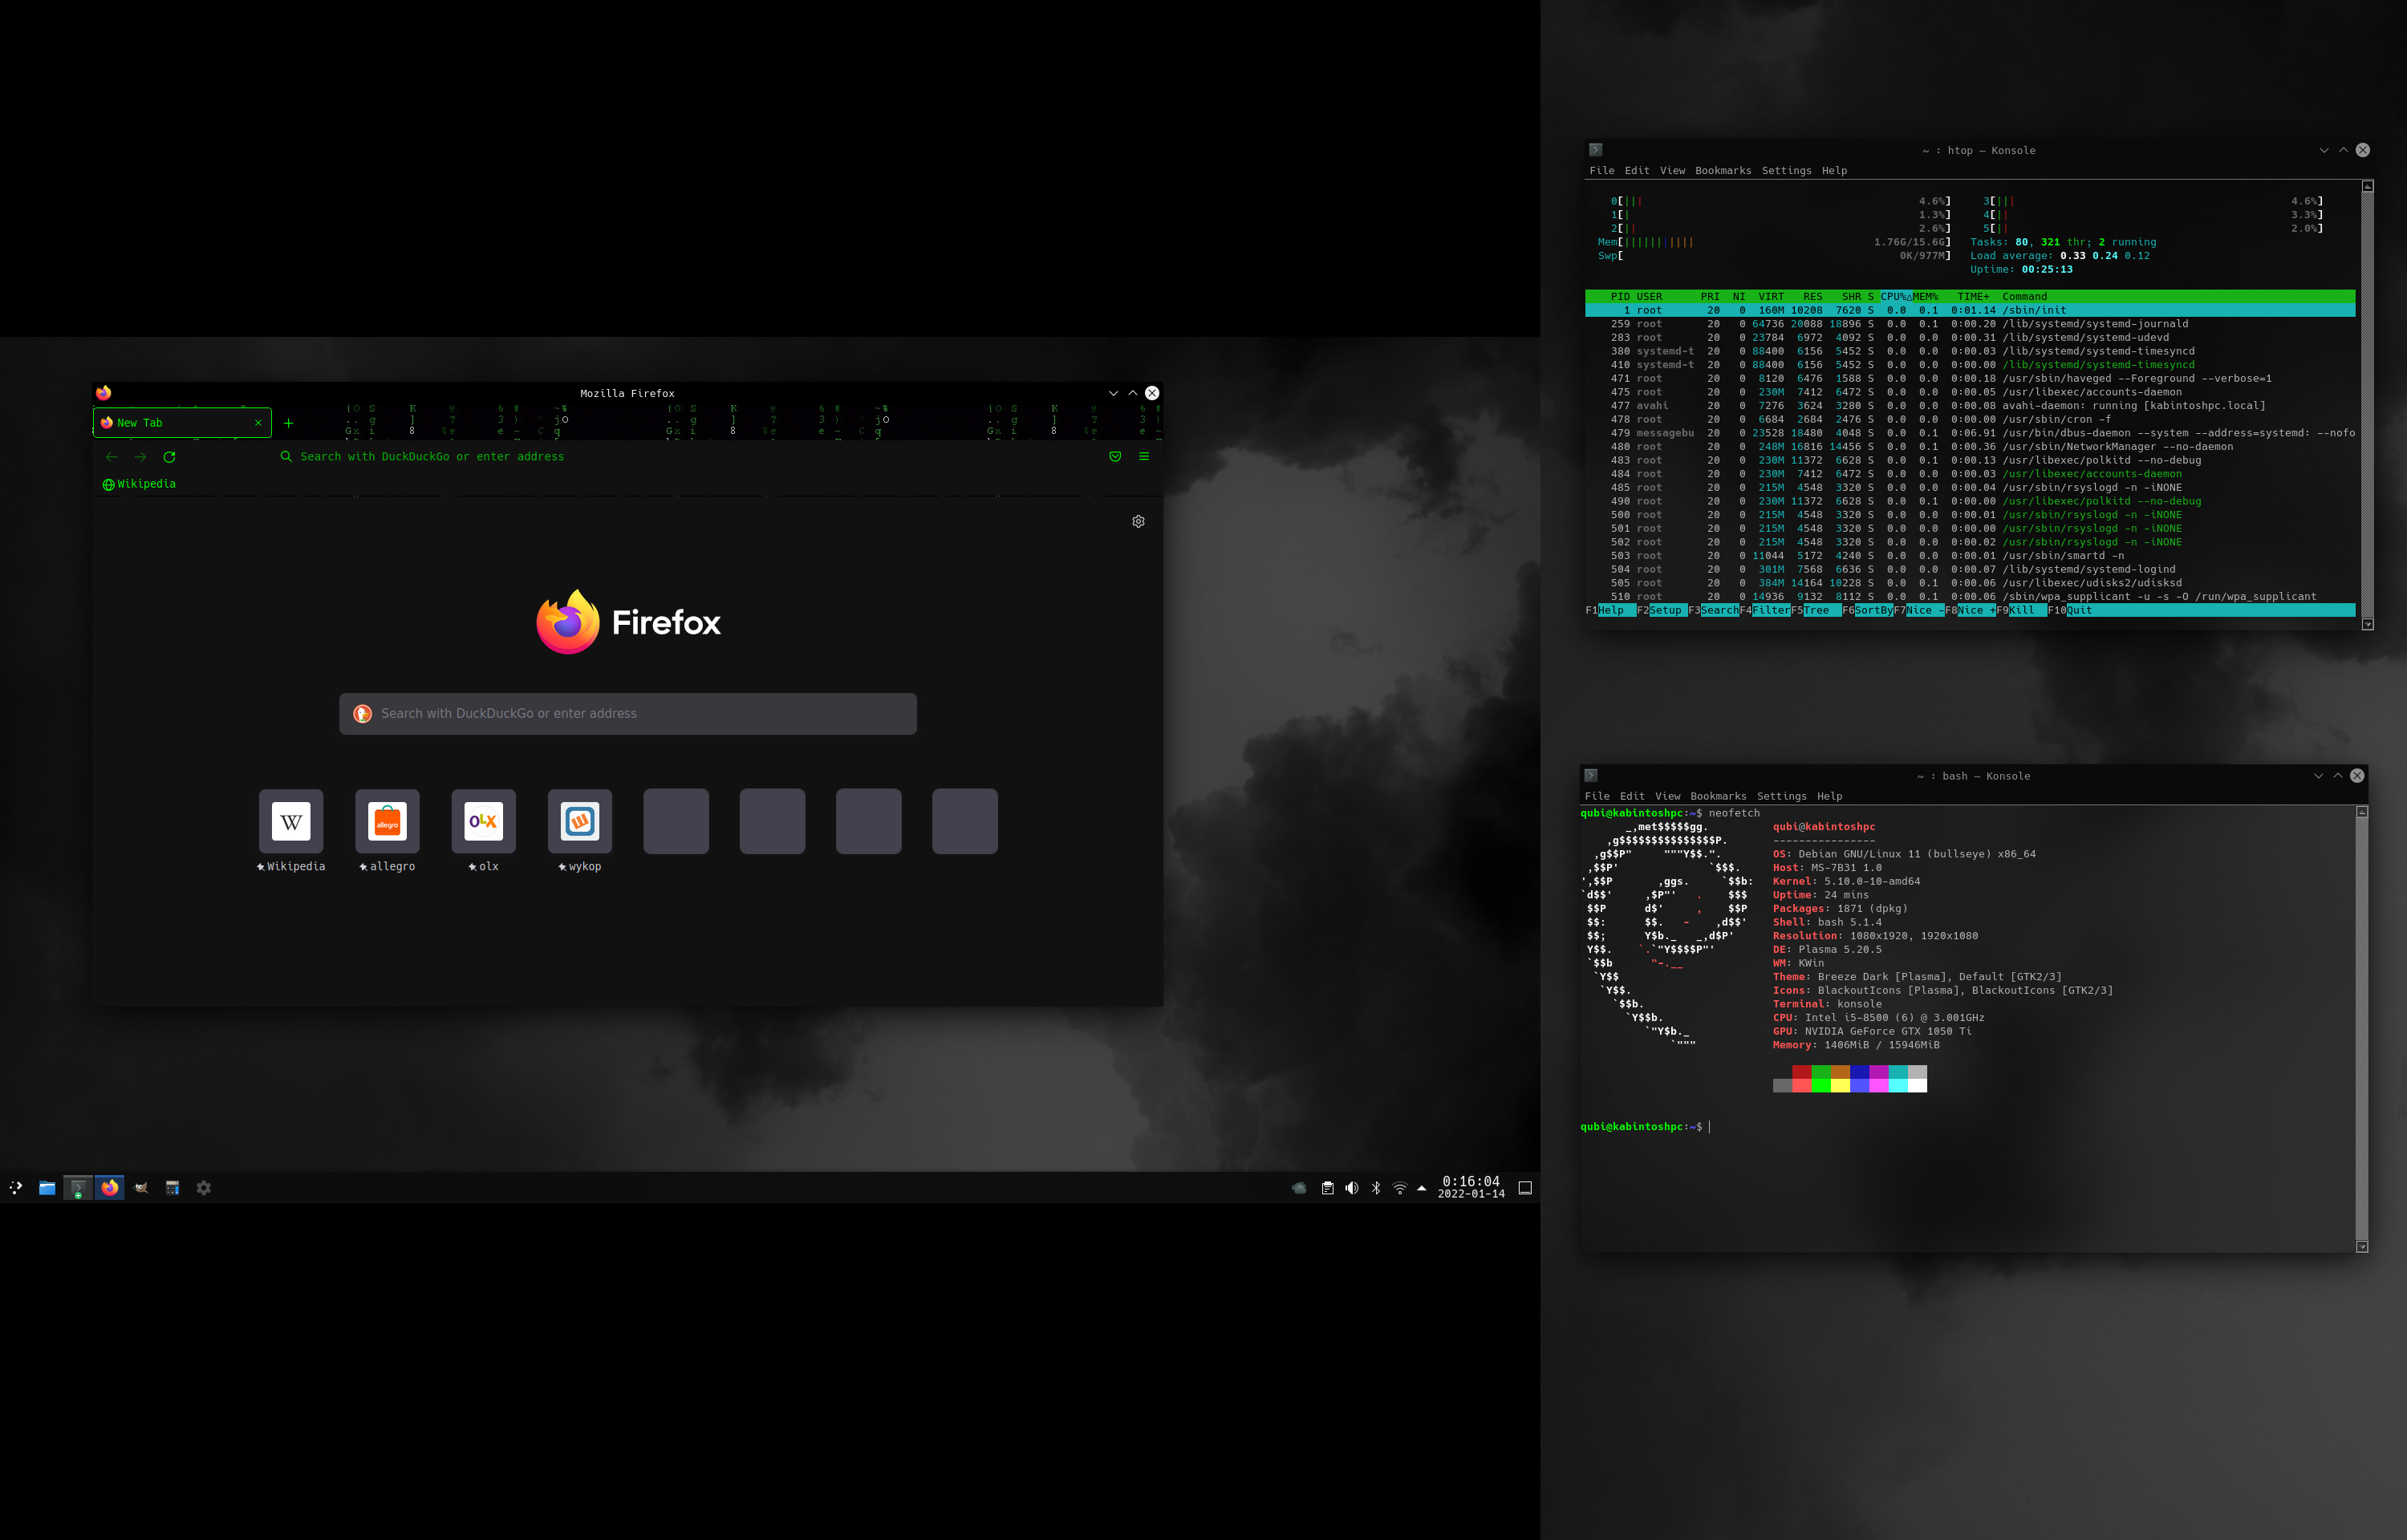 Mozilla Firefox
New Tab
Search with DuckDuckGo or enter address
Wikipedia
Firefox
Search with DuckDuckGo or enter address
Wikipedia allegro olx wykop
0:16:04
2022-01-14
~ : htop — Konsole
File Edit View Bookmarks Settings Help
0[||| 4.6%] 3[||| 4.6%]
1[| 1.3%] 4[|| 3.3%]
2[|| 2.6%] 5[|| 2.0%]
Mem[||||||||||| 1.76G/15.6G] Tasks: 80, 321 thr; 2 running
Swp[ 0K/977M] Load average: 0.33 0.24 0.12
Uptime: 00:25:13
PID USER PRI NI VIRT RES SHR S CPU%△MEM% TIME+ Command
1 root 20 0 160M 10208 7620 S 0.0 0.1 0:01.14 /sbin/init
259 root 20 0 64736 20088 18896 S 0.0 0.1 0:00.20 /lib/systemd/systemd-journald
283 root 20 0 23784 6972 4092 S 0.0 0.0 0:00.31 /lib/systemd/systemd-udevd
380 systemd-t 20 0 88400 6156 5452 S 0.0 0.0 0:00.03 /lib/systemd/systemd-timesyncd
410 systemd-t 20 0 88400 6156 5452 S 0.0 0.0 0:00.00 /lib/systemd/systemd-timesyncd
471 root 20 0 8120 6476 1588 S 0.0 0.0 0:00.18 /usr/sbin/haveged --Foreground --verbose=1
475 root 20 0 230M 7412 6472 S 0.0 0.0 0:00.05 /usr/libexec/accounts-daemon
477 avahi 20 0 7276 3624 3280 S 0.0 0.0 0:00.08 avahi-daemon: running [kabintoshpc.local]
478 root 20 0 6684 2684 2476 S 0.0 0.0 0:00.00 /usr/sbin/cron -f
479 messagebu 20 0 23528 18480 4048 S 0.0 0.1 0:06.91 /usr/bin/dbus-daemon --system --address=systemd: --nofo
480 root 20 0 248M 16816 14456 S 0.0 0.1 0:00.36 /usr/sbin/NetworkManager --no-daemon
483 root 20 0 230M 11372 6628 S 0.0 0.1 0:00.13 /usr/libexec/polkitd --no-debug
484 root 20 0 230M 7412 6472 S 0.0 0.0 0:00.03 /usr/libexec/accounts-daemon
485 root 20 0 215M 4548 3320 S 0.0 0.0 0:00.04 /usr/sbin/rsyslogd -n -iNONE
490 root 20 0 230M 11372 6628 S 0.0 0.1 0:00.00 /usr/libexec/polkitd --no-debug
500 root 20 0 215M 4548 3320 S 0.0 0.0 0:00.01 /usr/sbin/rsyslogd -n -iNONE
501 root 20 0 215M 4548 3320 S 0.0 0.0 0:00.00 /usr/sbin/rsyslogd -n -iNONE
502 root 20 0 215M 4548 3320 S 0.0 0.0 0:00.02 /usr/sbin/rsyslogd -n -iNONE
503 root 20 0 11044 5172 4240 S 0.0 0.0 0:00.01 /usr/sbin/smartd -n
504 root 20 0 301M 7568 6636 S 0.0 0.0 0:00.07 /lib/systemd/systemd-logind
505 root 20 0 384M 14164 10228 S 0.0 0.1 0:00.06 /usr/libexec/udisks2/udisksd
510 root 20 0 14936 9132 8112 S 0.0 0.1 0:00.06 /sbin/wpa_supplicant -u -s -O /run/wpa_supplicant
F1Help F2Setup F3SearchF4FilterF5Tree F6SortByF7Nice -F8Nice +F9Kill F10Quit
~ : bash — Konsole
File Edit View Bookmarks Settings Help
qubi@kabintoshpc:~$ neofetch
qubi@kabintoshpc
----------------
OS: Debian GNU/Linux 11 (bullseye) x86_64
Host: MS-7B31 1.0
Kernel: 5.10.0-10-amd64
Uptime: 24 mins
Packages: 1871 (dpkg)
Shell: bash 5.1.4
Resolution: 1080x1920, 1920x1080
DE: Plasma 5.20.5
WM: KWin
Theme: Breeze Dark [Plasma], Default [GTK2/3]
Icons: BlackoutIcons [Plasma], BlackoutIcons [GTK2/3]
Terminal: konsole
CPU: Intel i5-8500 (6) @ 3.001GHz
GPU: NVIDIA GeForce GTX 1050 Ti
Memory: 1406MiB / 15946MiB
qubi@kabintoshpc:~$